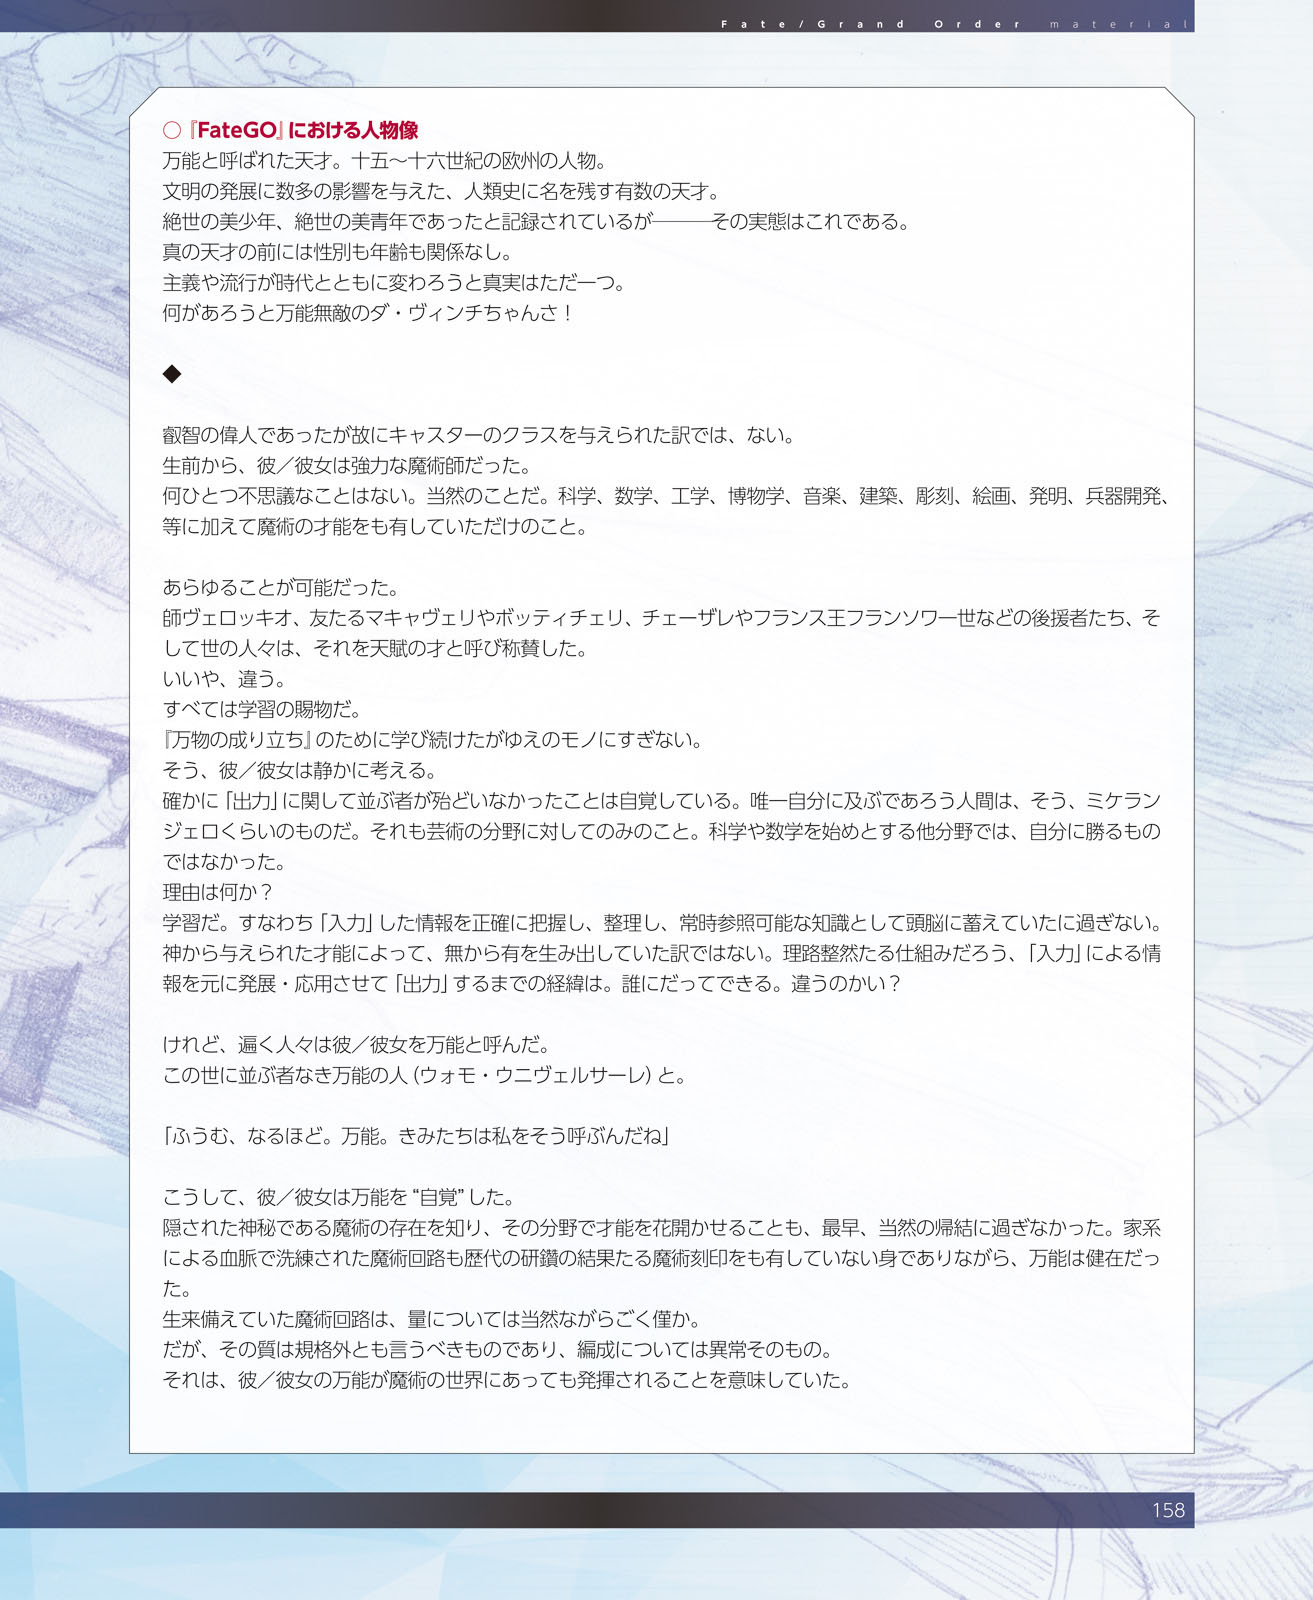 Fate/Grand Order material
○『FateGO』における人物像
万能と呼ばれた天才。十五～十六世紀の欧州の人物。
文明の発展に数多の影響を与えた、人類史に名を残す有数の天才。
絶世の美少年、絶世の美青年であったと記録されているが―――その実態はこれである。
真の天才の前には性別も年齢も関係なし。
主義や流行が時代とともに変わろうと真実はただ一つ。
何があろうと万能無敵のダ・ヴィンチちゃんさ！
◆
叡智の偉人であったが故にキャスターのクラスを与えられた訳では、ない。
生前から、彼／彼女は強力な魔術師だった。
何ひとつ不思議なことはない。当然のことだ。科学、数学、工学、博物学、音楽、建築、彫刻、絵画、発明、兵器開発、
等に加えて魔術の才能をも有していただけのこと。
あらゆることが可能だった。
師ヴェロッキオ、友たるマキャヴェリやボッティチェリ、チェーザレやフランス王フランソワ一世などの後援者たち、そ
して世の人々は、それを天賦の才と呼び称賛した。
いいや、違う。
すべては学習の賜物だ。
『万物の成り立ち』のために学び続けたがゆえのモノにすぎない。
そう、彼／彼女は静かに考える。
確かに「出力」に関して並ぶ者が殆どいなかったことは自覚している。唯一自分に及ぶであろう人間は、そう、ミケラン
ジェロくらいのものだ。それも芸術の分野に対してのみのこと。科学や数学を始めとする他分野では、自分に勝るもの
ではなかった。
理由は何か？
学習だ。すなわち「入力」した情報を正確に把握し、整理し、常時参照可能な知識として頭脳に蓄えていたに過ぎない。
神から与えられた才能によって、無から有を生み出していた訳ではない。理路整然たる仕組みだろう、「入力」による情
報を元に発展・応用させて「出力」するまでの経緯は。誰にだってできる。違うのかい？
けれど、遍く人々は彼／彼女を万能と呼んだ。
この世に並ぶ者なき万能の人（ウォモ・ウニヴェルサーレ）と。
「ふうむ、なるほど。万能。きみたちは私をそう呼ぶんだね」
こうして、彼／彼女は万能を“自覚”した。
隠された神秘である魔術の存在を知り、その分野で才能を花開かせることも、最早、当然の帰結に過ぎなかった。家系
による血脈で洗練された魔術回路も歴代の研鑽の結果たる魔術刻印をも有していない身でありながら、万能は健在だっ
た。
生来備えていた魔術回路は、量については当然ながらごく僅か。
だが、その質は規格外とも言うべきものであり、編成については異常そのもの。
それは、彼／彼女の万能が魔術の世界にあっても発揮されることを意味していた。
158